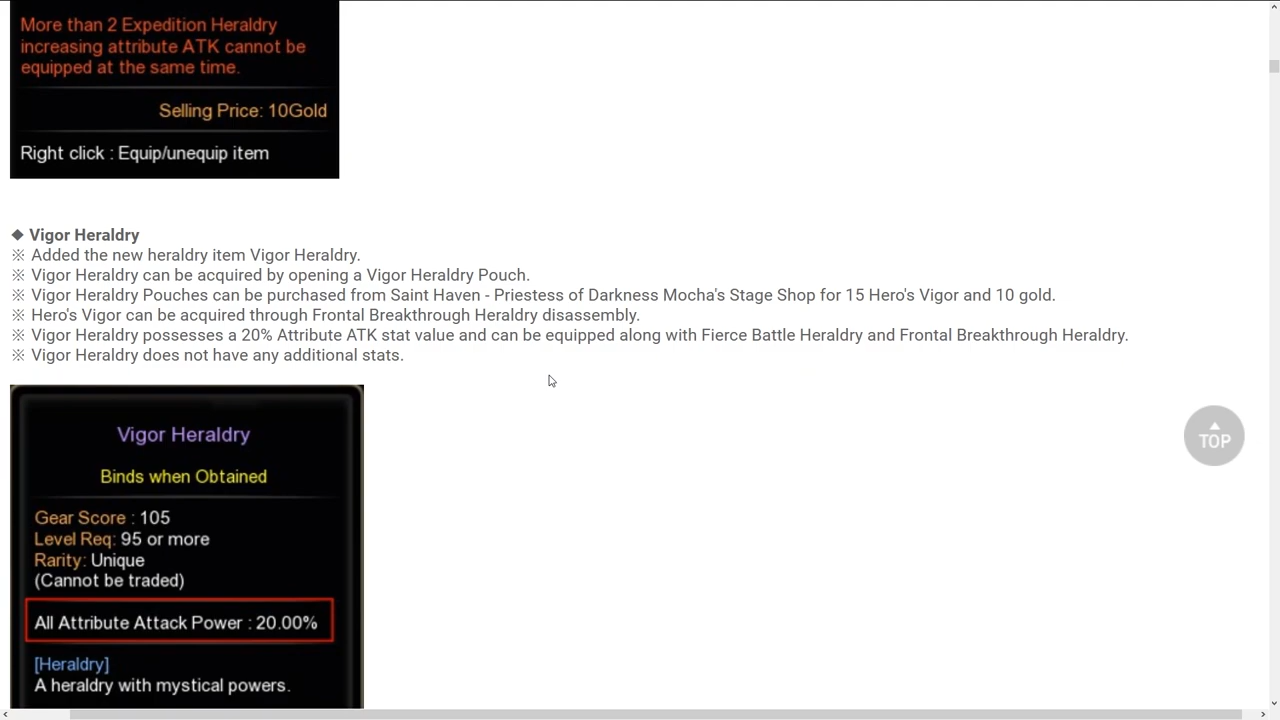 More than 2 Expedition Heraldry
increasing attribute ATK cannot be
equipped at the same time.
Selling Price: 10Gold
Right click : Equip/unequip item
◆ Vigor Heraldry
※ Added the new heraldry item Vigor Heraldry.
※ Vigor Heraldry can be acquired by opening a Vigor Heraldry Pouch.
※ Vigor Heraldry Pouches can be purchased from Saint Haven - Priestess of Darkness Mocha's Stage Shop for 15 Hero's Vigor and 10 gold.
※ Hero's Vigor can be acquired through Frontal Breakthrough Heraldry disassembly.
※ Vigor Heraldry possesses a 20% Attribute ATK stat value and can be equipped along with Fierce Battle Heraldry and Frontal Breakthrough Heraldry.
※ Vigor Heraldry does not have any additional stats.
Vigor Heraldry
Binds when Obtained
Gear Score : 105
Level Req: 95 or more
Rarity: Unique
(Cannot be traded)
All Attribute Attack Power : 20.00%
[Heraldry]
A heraldry with mystical powers.
TOP